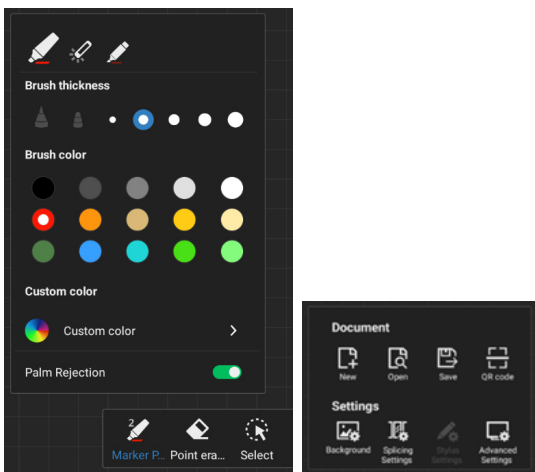 Brush thickness
Brush color
Custom color
Custom color
Palm Rejection
2
Marker P... Point era... Select
Document
New Open Save QR code
Settings
Background Splicing Settings Stylus Settings Advanced Settings